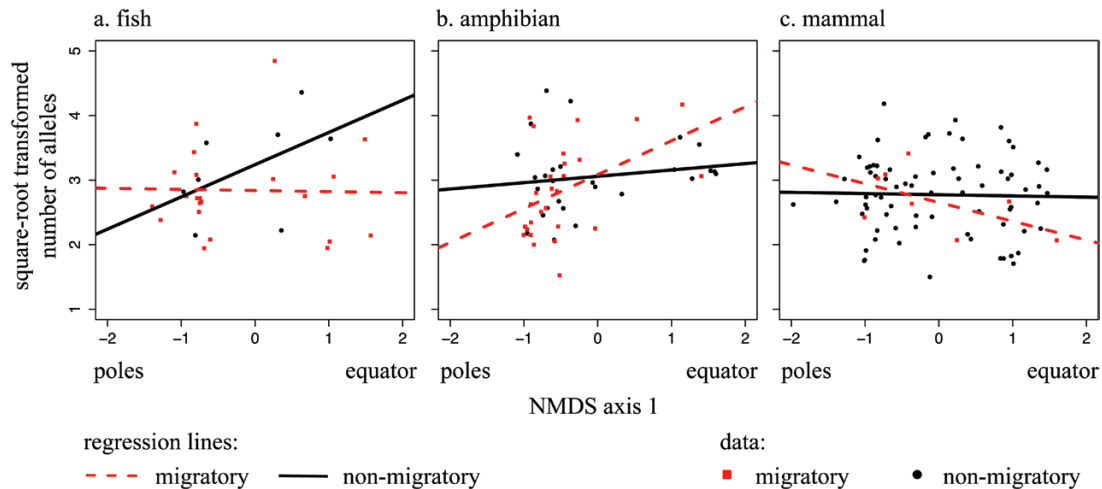 a. fish
b. amphibian
c. mammal
square-root transformed
number of alleles
5
4
3
2
1
−2 −1 0 1 2
−2 −1 0 1 2
−2 −1 0 1 2
poles equator
poles equator
poles equator
NMDS axis 1
regression lines:
migratory non-migratory
data:
migratory non-migratory